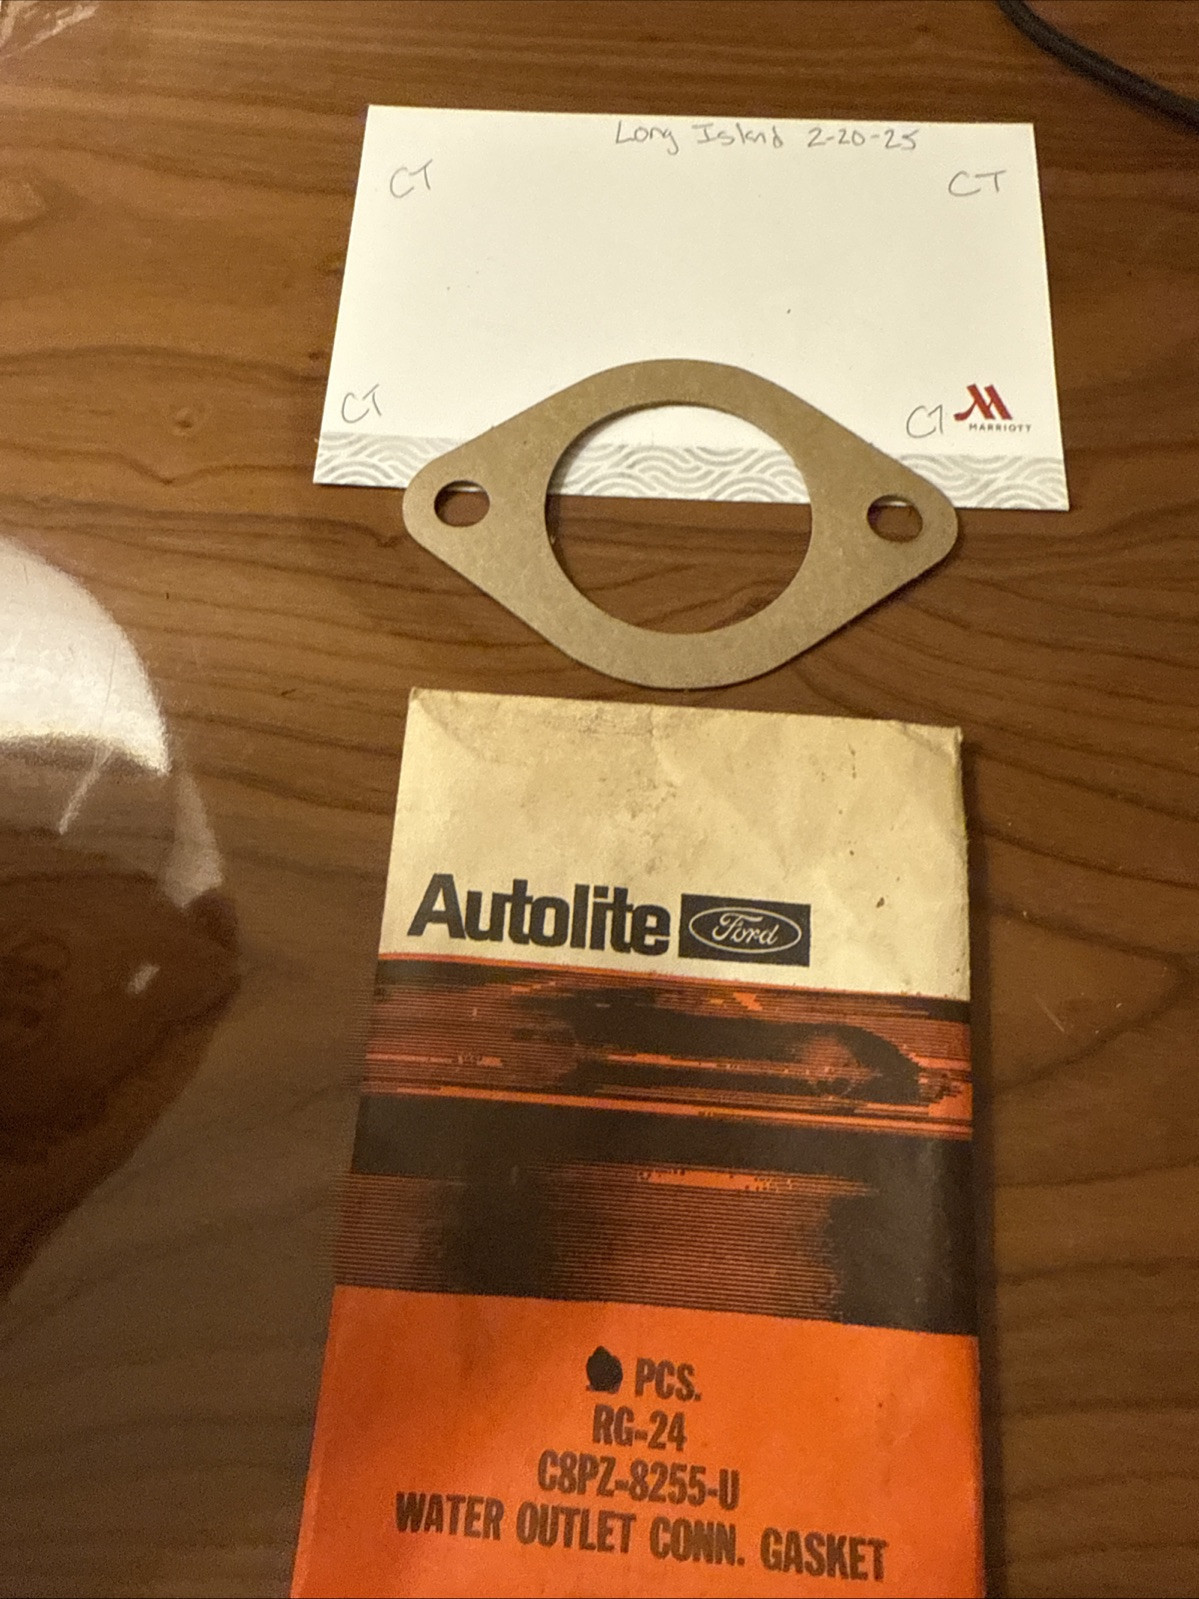 Long Island 2-20-25
CT
CT
CT
CT
MARRIOTT
Autolite Ford
PCS.
RG-24
C8PZ-8255-U
WATER OUTLET CONN. GASKET